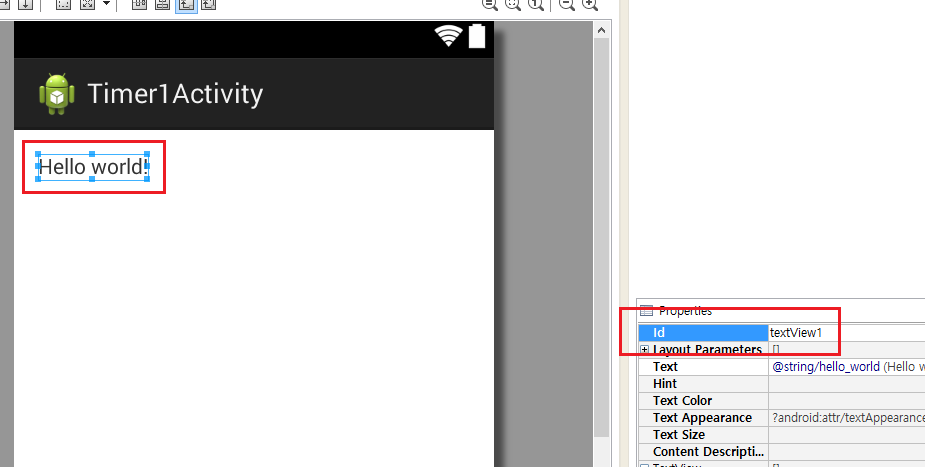 Timer1Activity
Hello world!
Properties
Id textView1
Layout Parameters []
Text @string/hello_world (Hello w
Hint
Text Color
Text Appearance ?android:attr/textAppearance
Text Size
Content Descripti...
TextView []